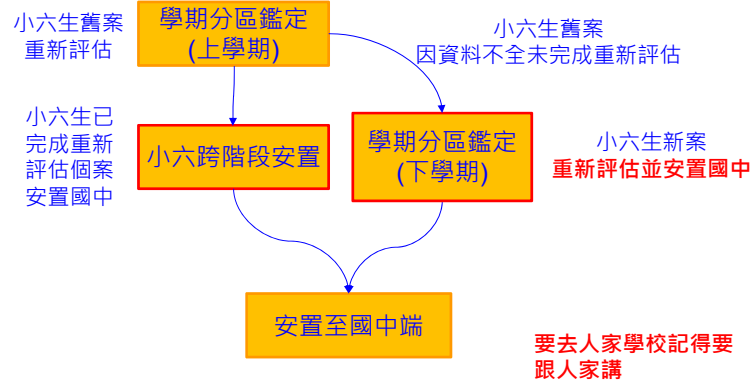 小六生舊案
重新評估
學期分區鑑定
(上學期)
小六生舊案
因資料不全未完成重新評估
小六生已
完成重新
評估個案
安置國中
小六跨階段安置
學期分區鑑定
(下學期)
小六生新案
重新評估並安置國中
安置至國中端
要去人家學校記得要
跟人家講